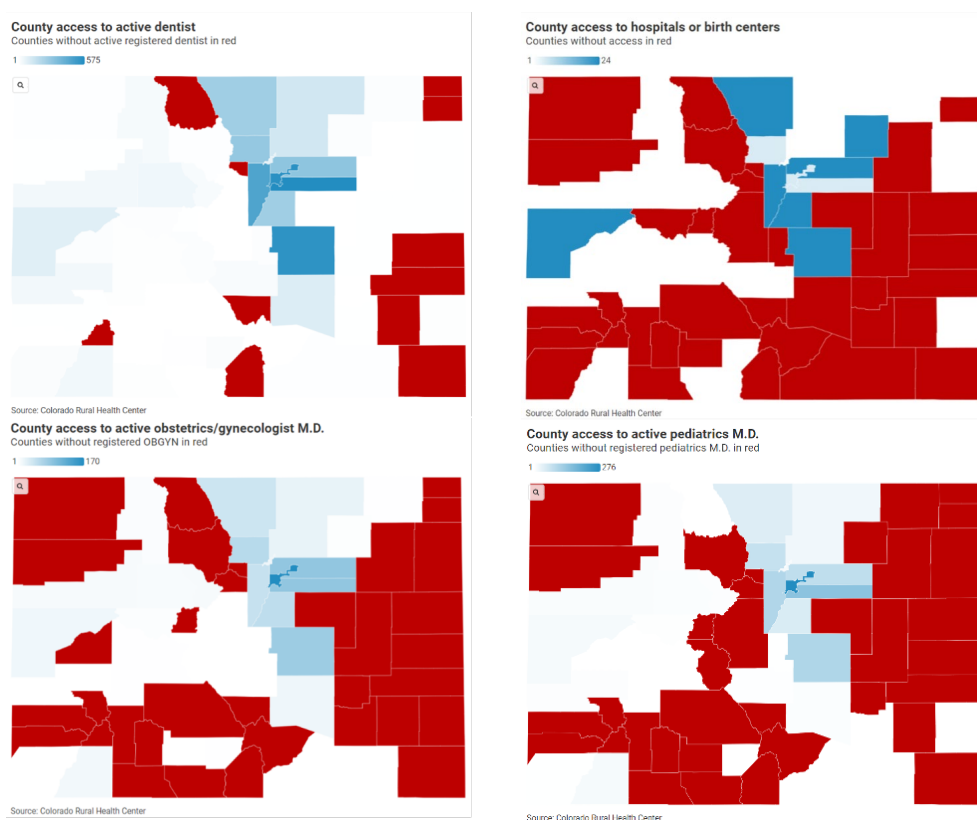 County access to active dentist
Counties without active registered dentist in red
1 575
Source: Colorado Rural Health Center
County access to hospitals or birth centers
Counties without access in red
1 24
Source: Colorado Rural Health Center
County access to active obstetrics/gynecologist M.D.
Counties without registered OBGYN in red
1 170
Source: Colorado Rural Health Center
County access to active pediatrics M.D.
Counties without registered pediatrics M.D. in red
1 276
Source: Colorado Rural Health Center